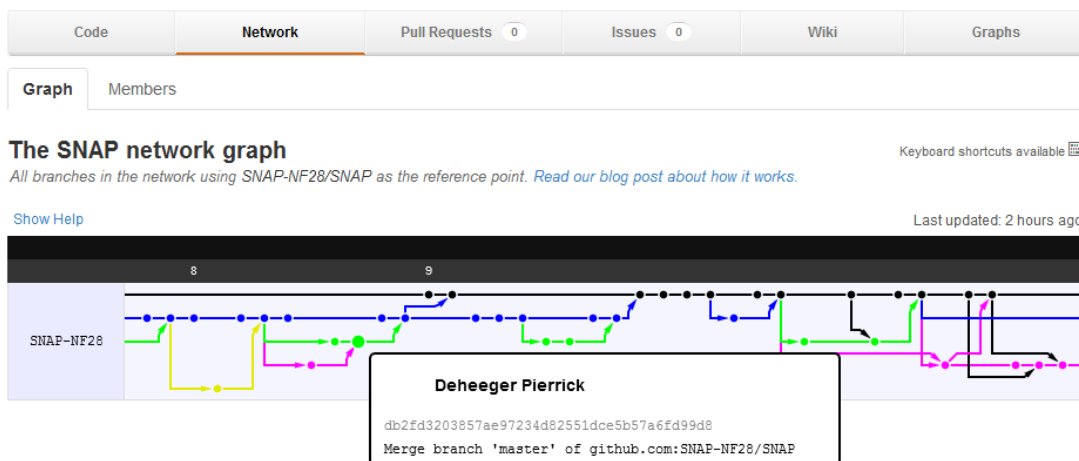 Code Network Pull Requests 0 Issues 0 Wiki Graphs
Graph Members
The SNAP network graph
Keyboard shortcuts available
All branches in the network using SNAP-NF28/SNAP as the reference point. Read our blog post about how it works.
Show Help
Last updated: 2 hours ago
8 9
SNAP-NF28
Deheeger Pierrick
db2fd3203857ae97234d82551dce5b57a6fd99d8
Merge branch 'master' of github.com:SNAP-NF28/SNAP